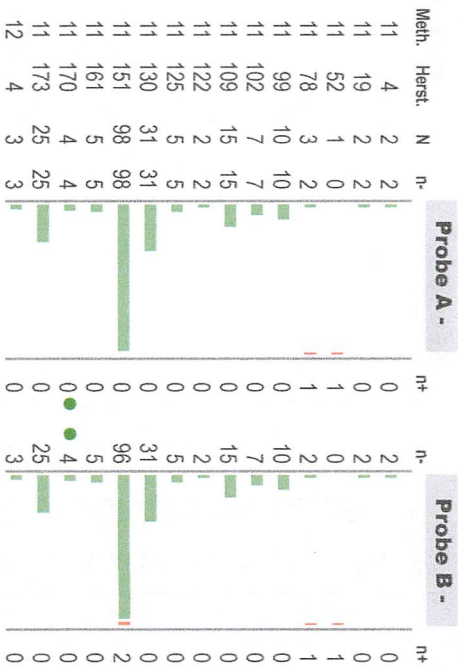 Probe A - Probe B -
Meth. Herst. N n- n+ n- n+
11 4 2 2 0 2 0
11 19 2 2 0 2 0
11 52 1 0 1 0 1
11 78 3 2 1 2 1
11 99 10 10 0 10 0
11 102 7 7 0 7 0
11 109 15 15 0 15 0
11 122 2 2 0 2 0
11 125 5 5 0 5 0
11 130 31 31 0 31 0
11 151 98 98 0 96 2
11 161 5 5 0 5 0
11 170 4 4 0 4 0
11 173 25 25 0 25 0
12 4 3 3 0 3 0